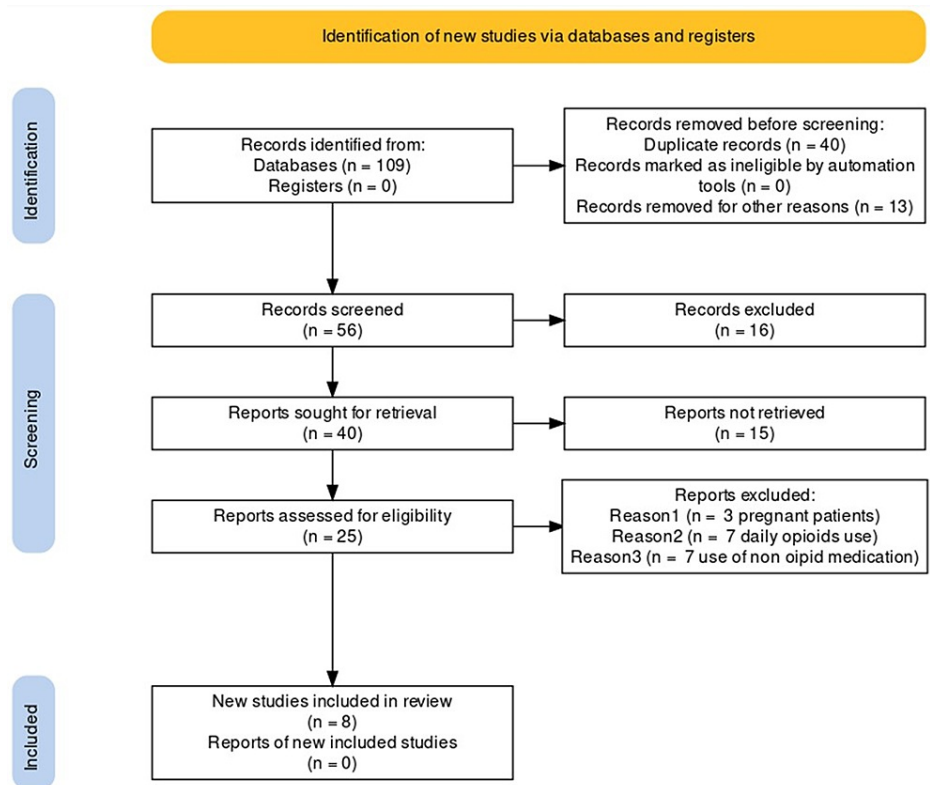 Identification of new studies via databases and registers
Identification
Records identified from:
Databases (n = 109)
Registers (n = 0)
Records removed before screening:
Duplicate records (n = 40)
Records marked as ineligible by automation
tools (n = 0)
Records removed for other reasons (n = 13)
Screening
Records screened
(n = 56)
Records excluded
(n = 16)
Reports sought for retrieval
(n = 40)
Reports not retrieved
(n = 15)
Reports assessed for eligibility
(n = 25)
Reports excluded:
Reason1 (n = 3 pregnant patients)
Reason2 (n = 7 daily opioids use)
Reason3 (n = 7 use of non oipid medication)
Included
New studies included in review
(n = 8)
Reports of new included studies
(n = 0)